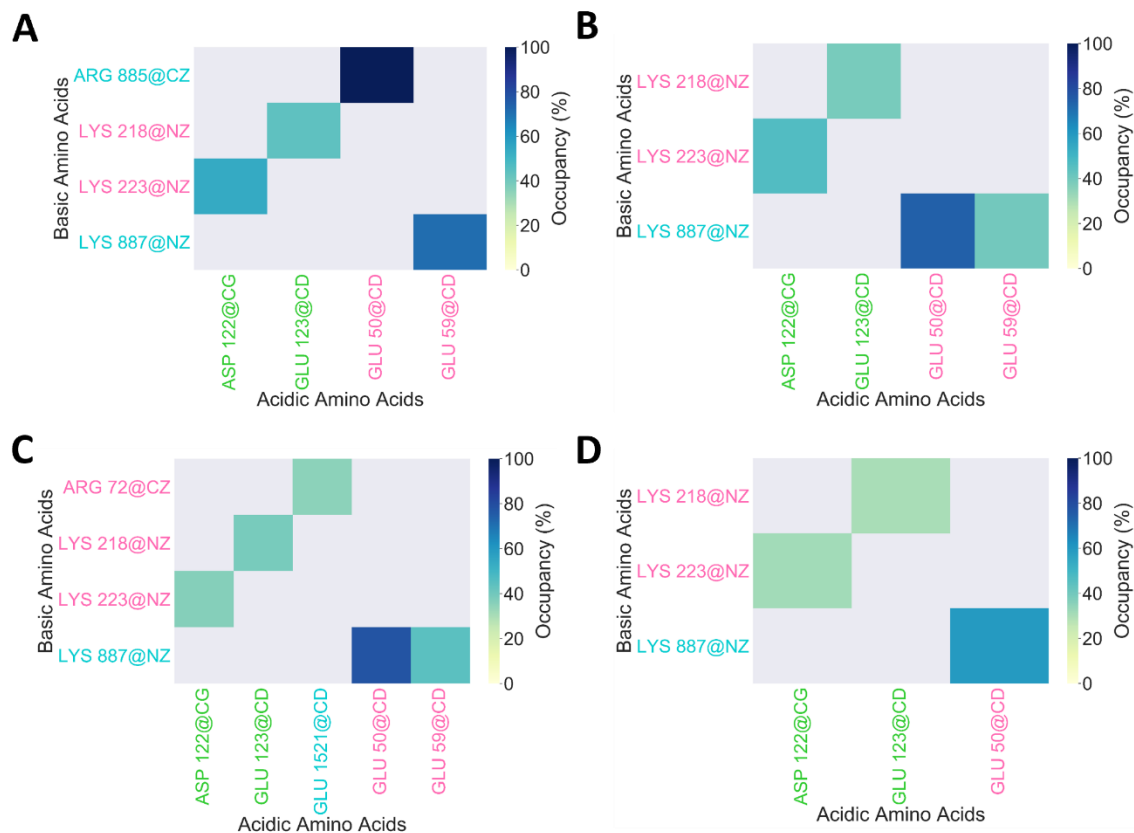 A
Basic Amino Acids
ARG 885@CZ
LYS 218@NZ
LYS 223@NZ
LYS 887@NZ
ASP 122@CG
GLU 123@CD
GLU 50@CD
GLU 59@CD
Acidic Amino Acids
100
80
60
40
20
0
Occupancy (%)
B
Basic Amino Acids
LYS 218@NZ
LYS 223@NZ
LYS 887@NZ
ASP 122@CG
GLU 123@CD
GLU 50@CD
GLU 59@CD
Acidic Amino Acids
100
80
60
40
20
0
Occupancy (%)
C
Basic Amino Acids
ARG 72@CZ
LYS 218@NZ
LYS 223@NZ
LYS 887@NZ
ASP 122@CG
GLU 123@CD
GLU 1521@CD
GLU 50@CD
GLU 59@CD
Acidic Amino Acids
100
80
60
40
20
0
Occupancy (%)
D
Basic Amino Acids
LYS 218@NZ
LYS 223@NZ
LYS 887@NZ
ASP 122@CG
GLU 123@CD
GLU 50@CD
Acidic Amino Acids
100
80
60
40
20
0
Occupancy (%)